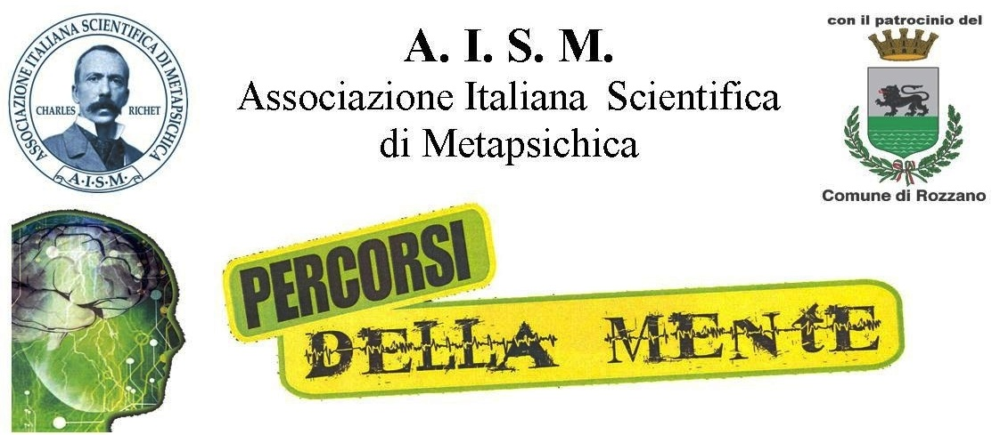 ASSOCIAZIONE ITALIANA SCIENTIFICA DI METAPSICHICA
CHARLES RICHET
A·I·S·M·
A. I. S. M.
Associazione Italiana Scientifica
di Metapsichica
con il patrocinio del
Comune di Rozzano
PERCORSI
DELLA MENtE